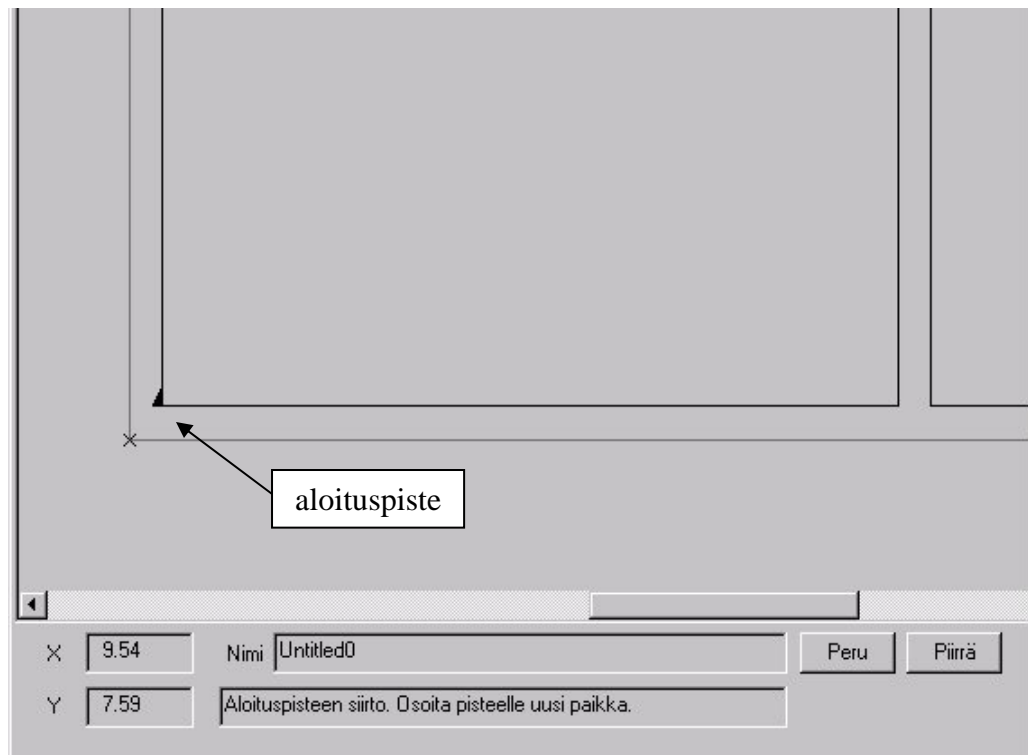 aloituspiste
X 9.54 Nimi Untitled0 Peru Piirrä
Y 7.59 Aloituspisteen siirto. Osoita pisteelle uusi paikka.